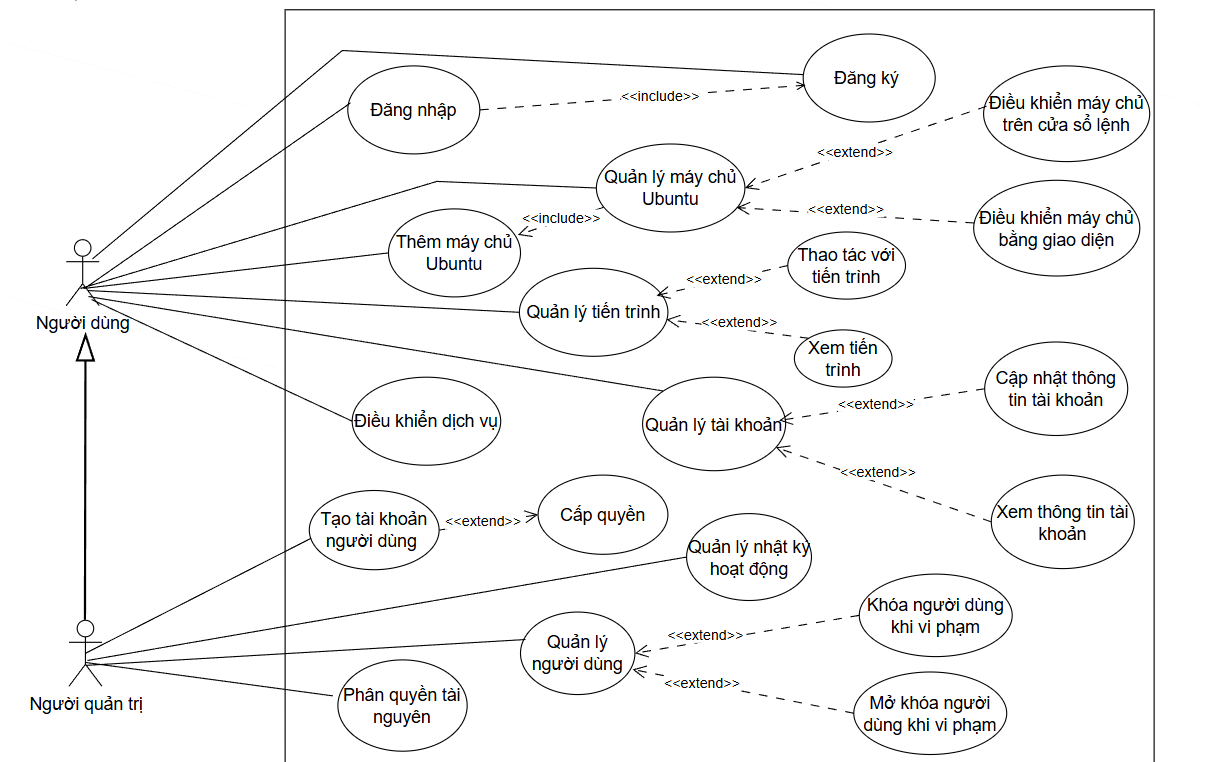 Đăng ký
Đăng nhập
<<include>>
Điều khiển máy chủ
trên cửa sổ lệnh
<<extend>>
Quản lý máy chủ
Ubuntu
<<include>>
<<extend>>
Điều khiển máy chủ
bằng giao diện
Thêm máy chủ
Ubuntu
Thao tác với
tiến trình
<<extend>>
Quản lý tiến trình
<<extend>>
Người dùng
Xem tiến
trình
Cập nhật thông
tin tài khoản
<<extend>>
Điều khiển dịch vụ
Quản lý tài khoản
<<extend>>
Xem thông tin tài
khoản
Tạo tài khoản
người dùng
<<extend>>
Cấp quyền
Quản lý nhật ký
hoạt động
Khóa người dùng
khi vi phạm
<<extend>>
Quản lý
người dùng
<<extend>>
Người quản trị
Phân quyền tài
nguyên
Mở khóa người
dùng khi vi phạm